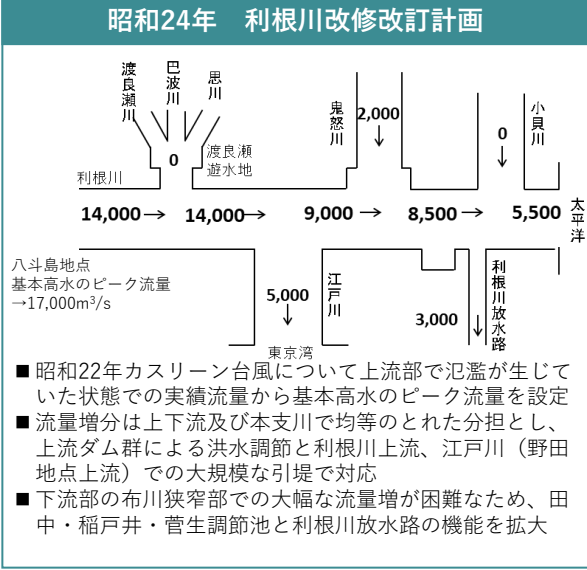 昭和24年　利根川改修改訂計画
渡良瀬川
巴波川
思川
鬼怒川
2,000
小貝川
0
0
渡良瀬
遊水地
利根川
14,000
14,000
9,000
8,500
5,500
太平洋
八斗島地点
基本高水のピーク流量
→17,000m³/s
5,000
江戸川
3,000
利根川放水路
東京湾
■ 昭和22年カスリーン台風について上流部で氾濫が生じて
いた状態での実績流量から基本高水のピーク流量を設定
■ 流量増分は上下流及び本支川で均等のとれた分担とし、
上流ダム群による洪水調節と利根川上流、江戸川（野田
地点上流）での大規模な引堤で対応
■ 下流部の布川狭窄部での大幅な流量増が困難なため、田
中・稲戸井・菅生調節池と利根川放水路の機能を拡大